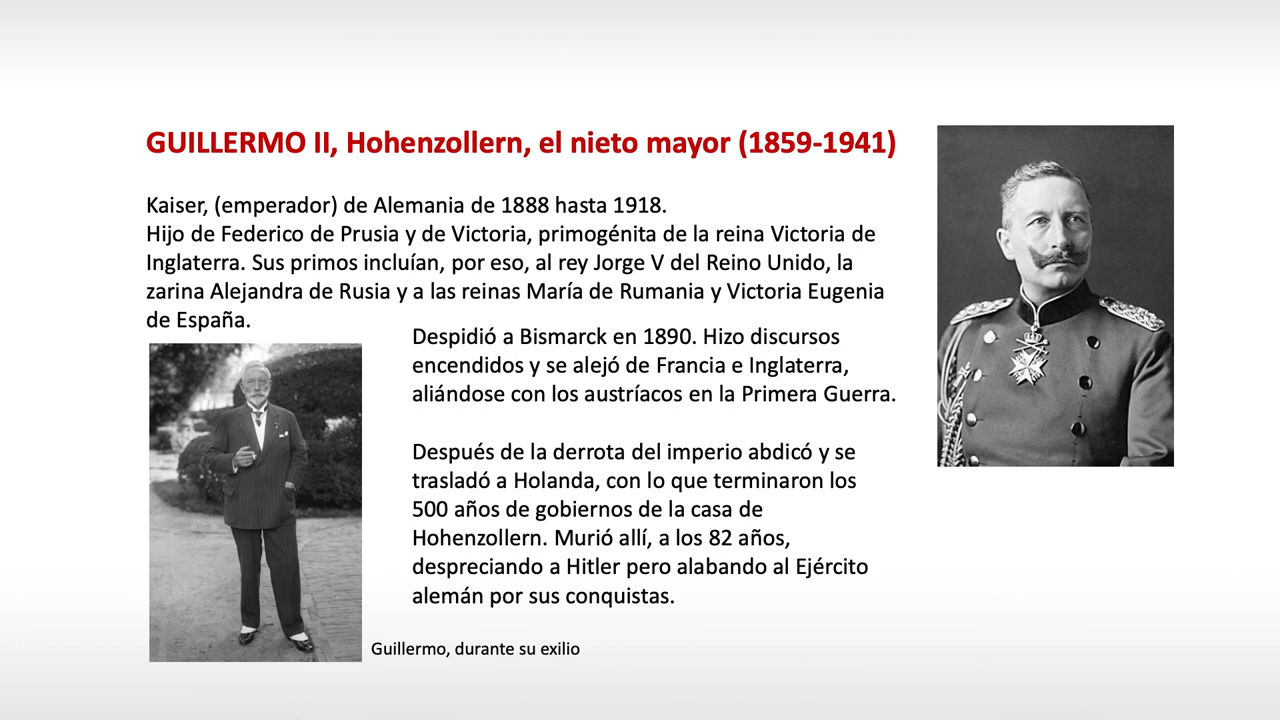 GUILLERMO II, Hohenzollern, el nieto mayor (1859-1941)
Kaiser, (emperador) de Alemania de 1888 hasta 1918.
Hijo de Federico de Prusia y de Victoria, primogénita de la reina Victoria de
Inglaterra. Sus primos incluían, por eso, al rey Jorge V del Reino Unido, la
zarina Alejandra de Rusia y a las reinas María de Rumania y Victoria Eugenia
de España.
Despidió a Bismarck en 1890. Hizo discursos
encendidos y se alejó de Francia e Inglaterra,
aliándose con los austríacos en la Primera Guerra.
Después de la derrota del imperio abdicó y se
trasladó a Holanda, con lo que terminaron los
500 años de gobiernos de la casa de
Hohenzollern. Murió allí, a los 82 años,
despreciando a Hitler pero alabando al Ejército
alemán por sus conquistas.
Guillermo, durante su exilio